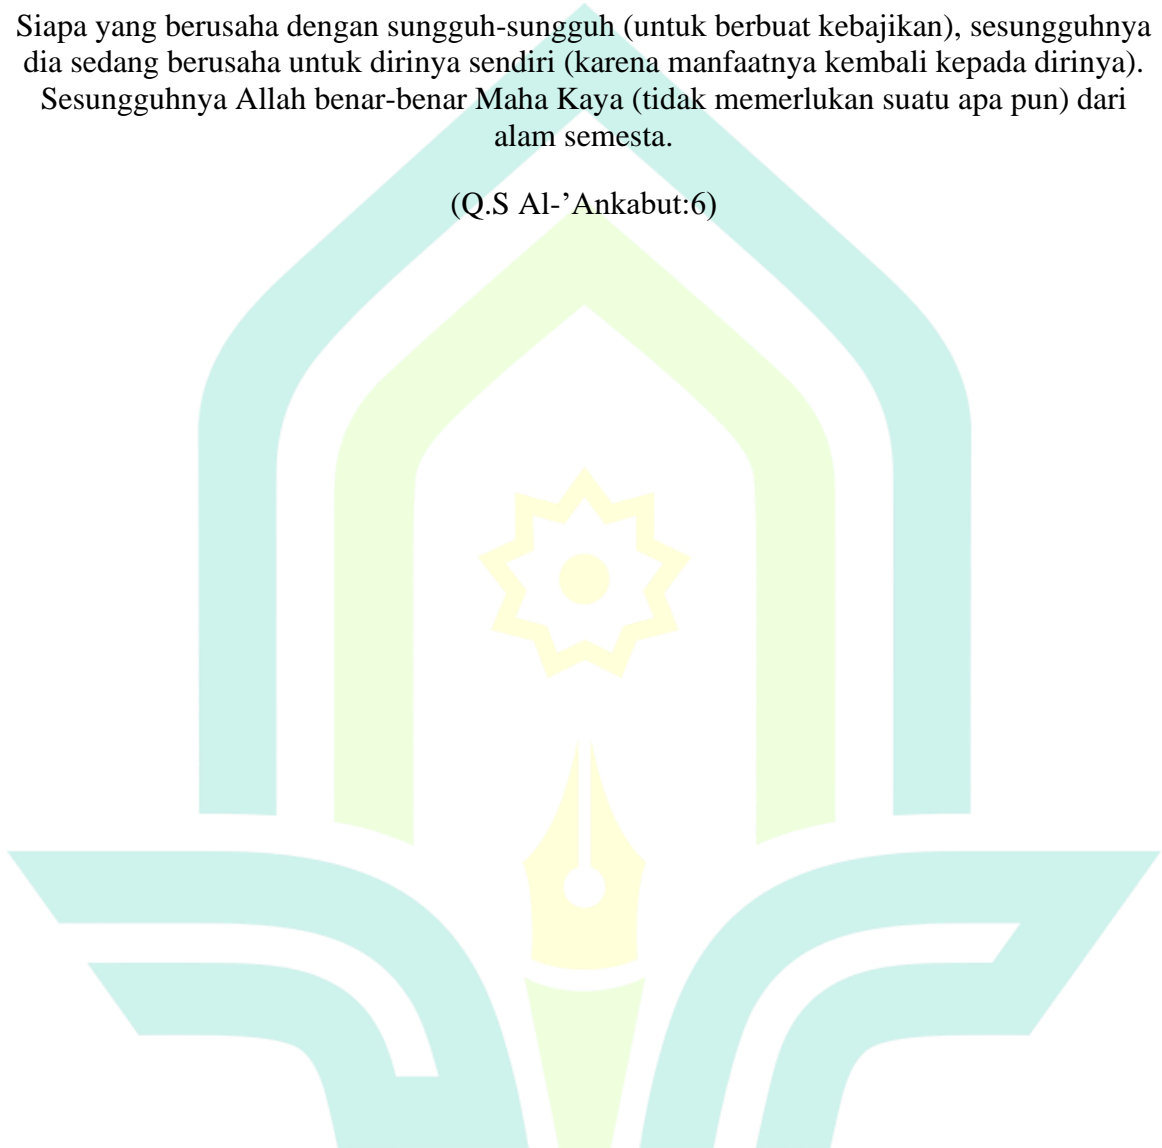 Siapa yang berusaha dengan sungguh-sungguh (untuk berbuat kebajikan), sesungguhnya
dia sedang berusaha untuk dirinya sendiri (karena manfaatnya kembali kepada dirinya).
Sesungguhnya Allah benar-benar Maha Kaya (tidak memerlukan suatu apa pun) dari
alam semesta.
(Q.S Al-’Ankabut:6)